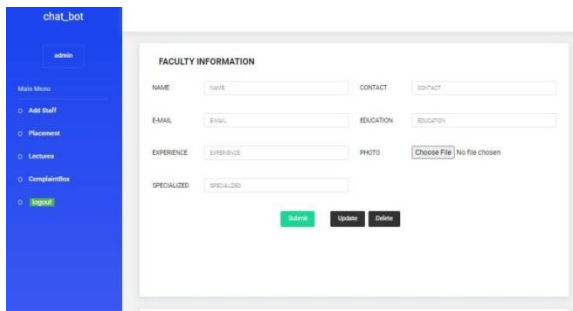 chat_bot
admin
FACULTY INFORMATION
Main Menu
NAME NAME CONTACT CONTACT
Add Staff
E-MAIL E-MAIL EDUCATION EDUCATION
Placement
Lectures
EXPERIENCE EXPERIENCE PHOTO Choose File No file chosen
ComplaintBox
SPECIALIZED SPECIALIZED
logout
Submit Update Delete